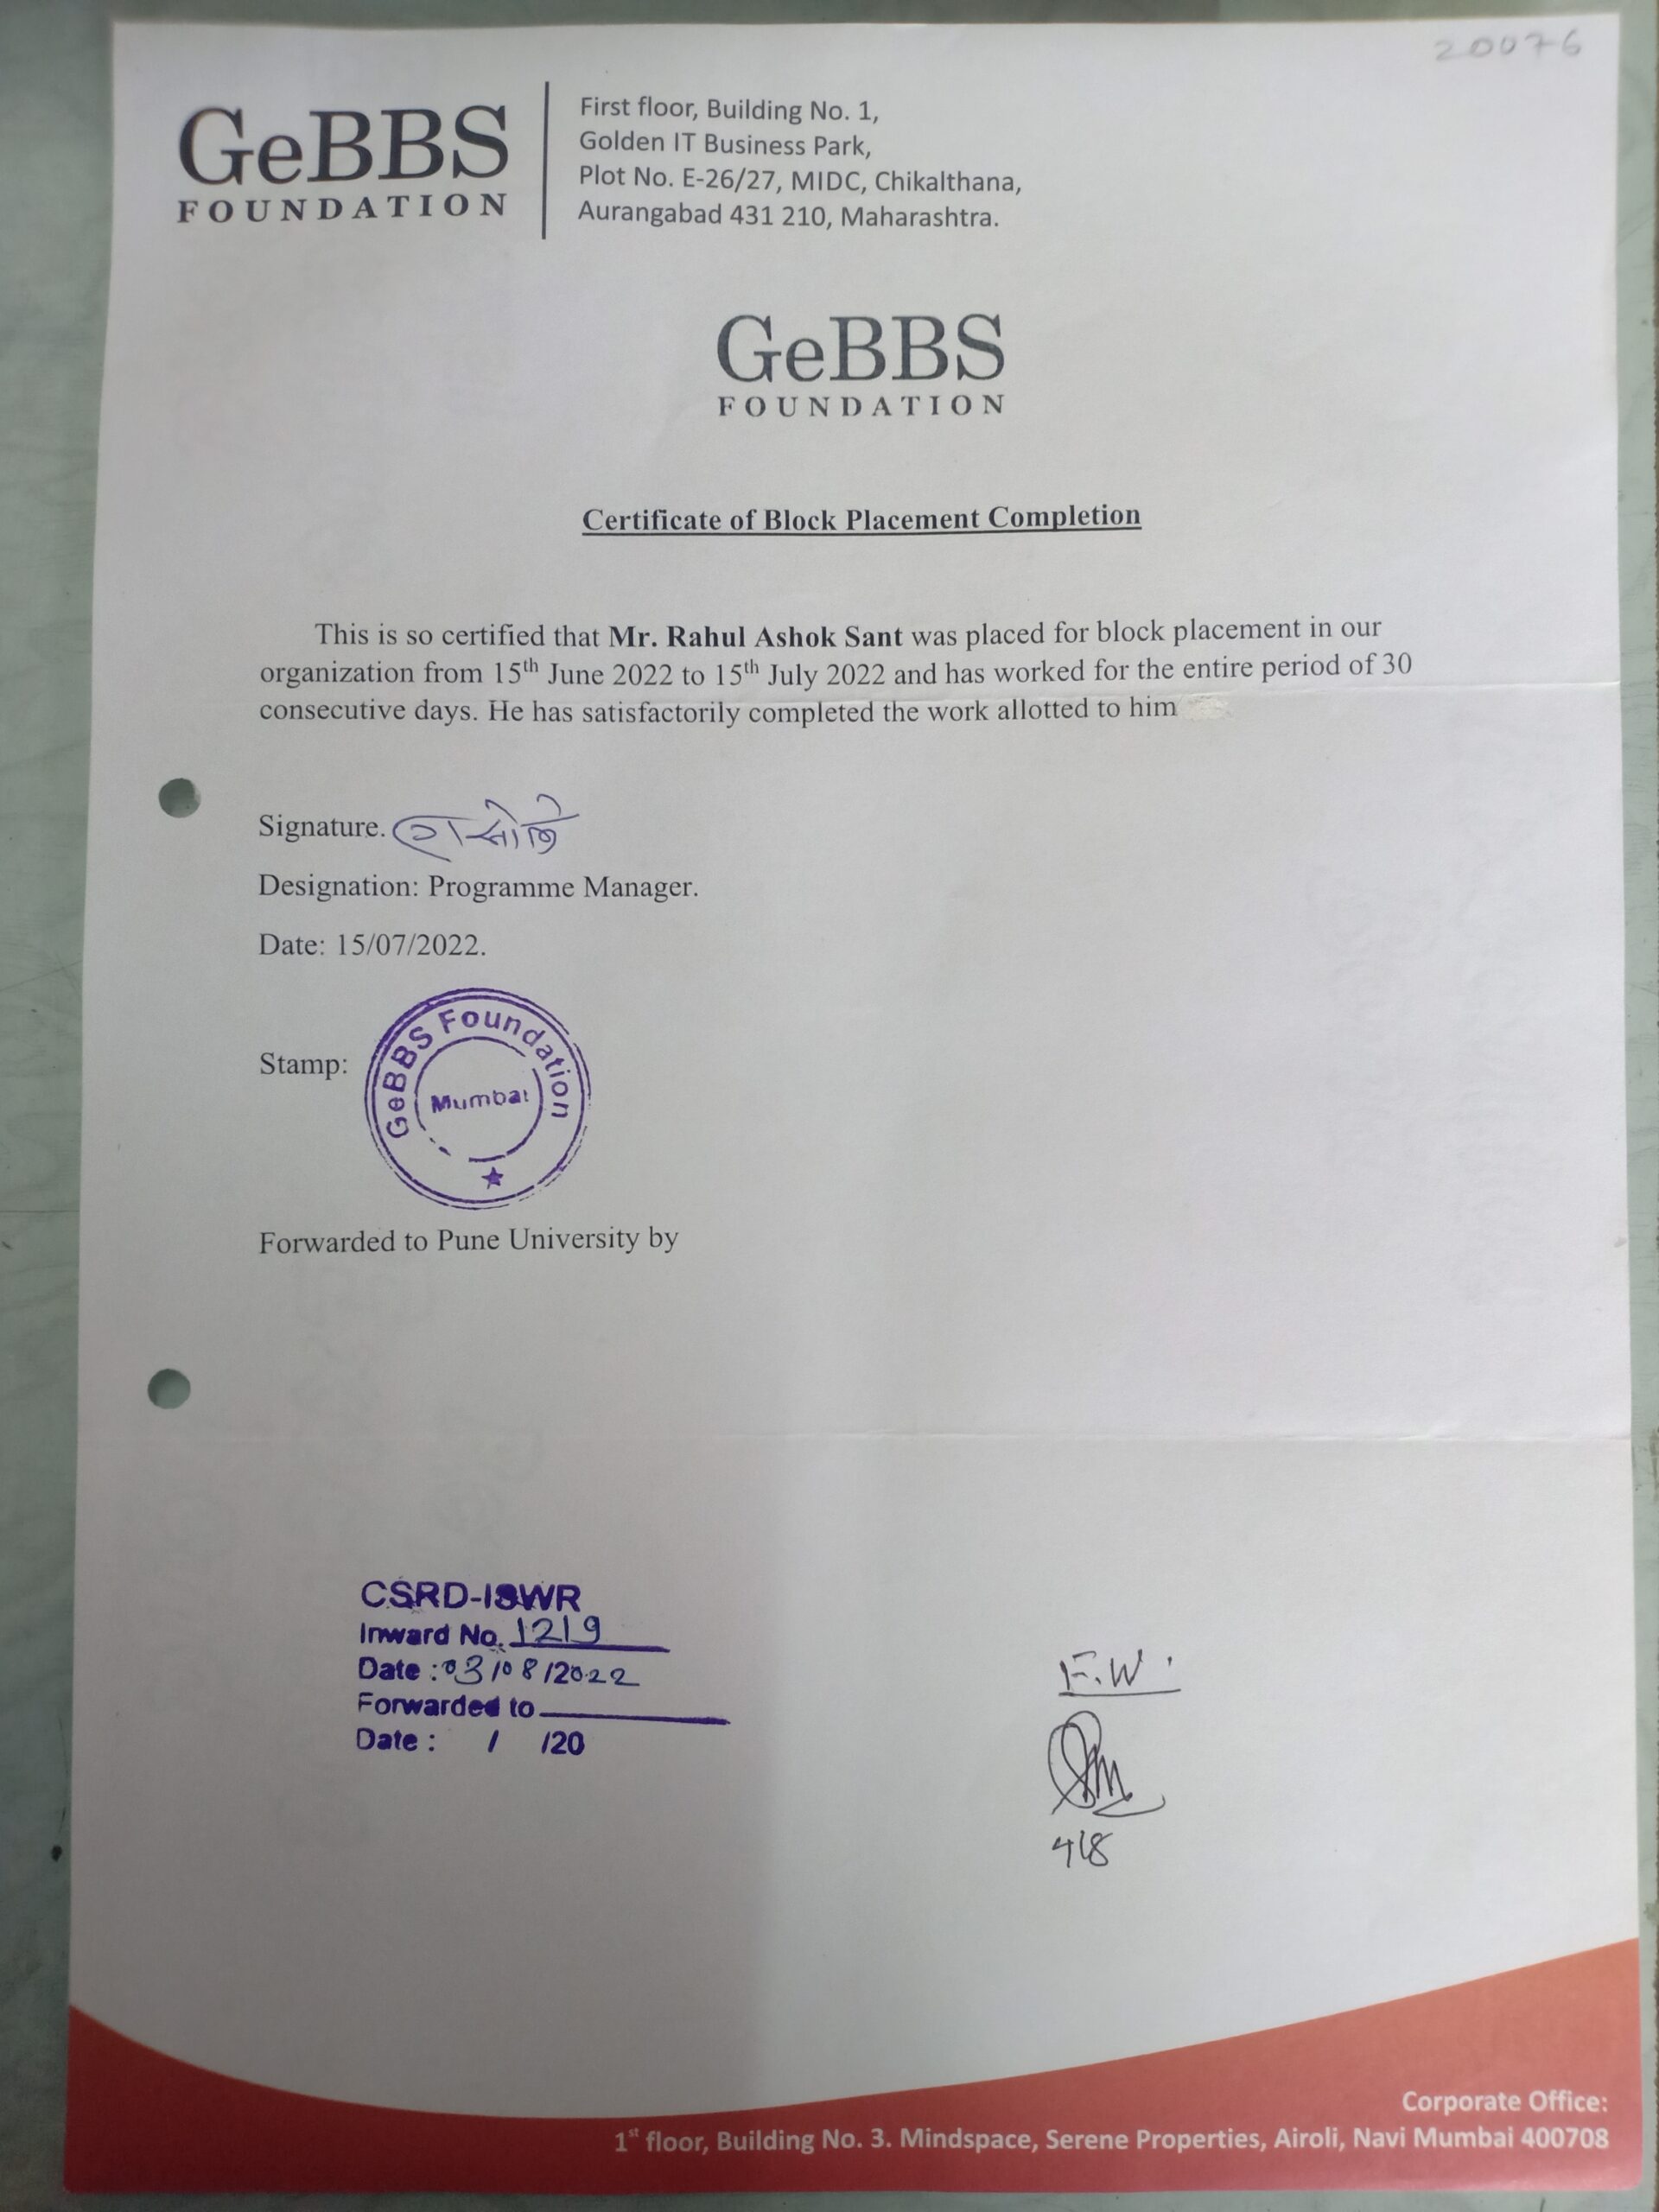 20076
GeBBS
FOUNDATION
First floor, Building No. 1,
Golden IT Business Park,
Plot No. E-26/27, MIDC, Chikalthana,
Aurangabad 431 210, Maharashtra.
GeBBS
FOUNDATION
Certificate of Block Placement Completion
This is so certified that Mr. Rahul Ashok Sant was placed for block placement in our
organization from 15th June 2022 to 15th July 2022 and has worked for the entire period of 30
consecutive days. He has satisfactorily completed the work allotted to him
Signature.
Designation: Programme Manager.
Date: 15/07/2022.
Stamp:
GeBBS Foundation
Mumbai
Forwarded to Pune University by
CSRD-ISWR
Inward No. 1219
Date : 03/08/2022
Forwarded to
Date : / /20
F.W.
4/8
Corporate Office:
1st floor, Building No. 3. Mindspace, Serene Properties, Airoli, Navi Mumbai 400708